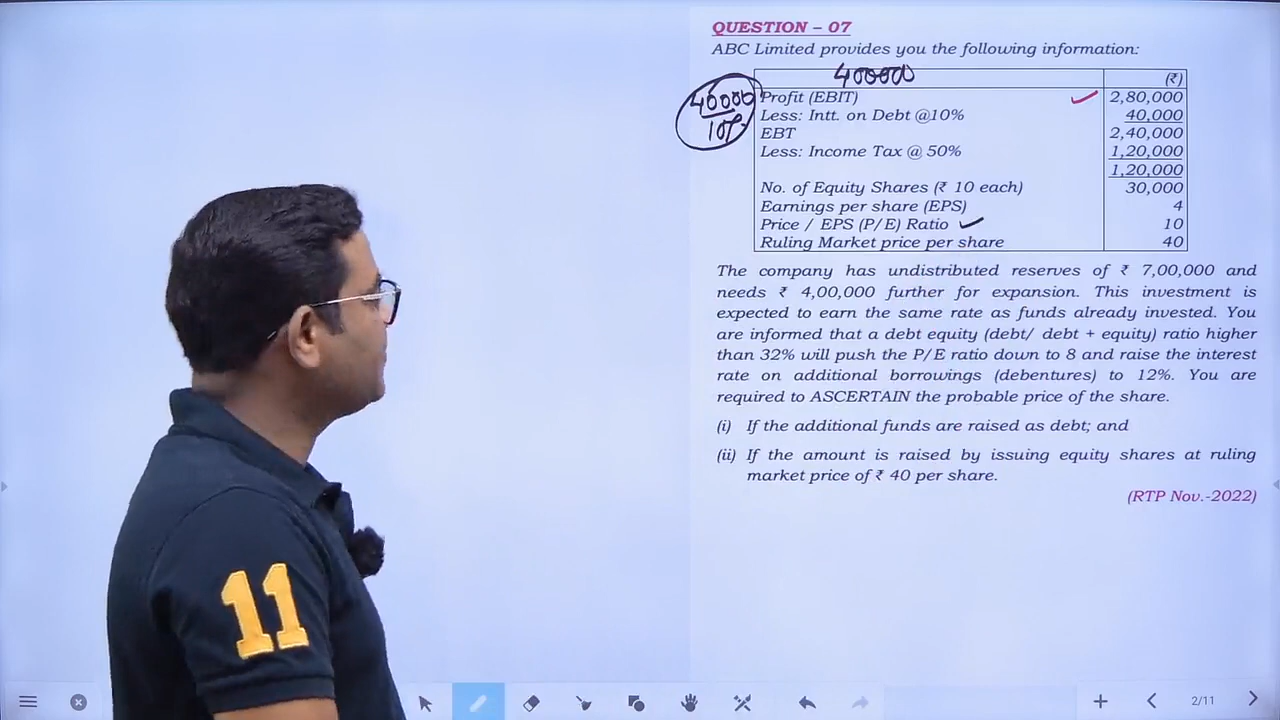 QUESTION – 07
ABC Limited provides you the following information:
400000
(₹)
40000
10%
Profit (EBIT) 2,80,000
Less: Intt. on Debt @10% 40,000
EBT 2,40,000
Less: Income Tax @ 50% 1,20,000
1,20,000
No. of Equity Shares (₹ 10 each) 30,000
Earnings per share (EPS) 4
Price / EPS (P/E) Ratio 10
Ruling Market price per share 40
The company has undistributed reserves of ₹ 7,00,000 and
needs ₹ 4,00,000 further for expansion. This investment is
expected to earn the same rate as funds already invested. You
are informed that a debt equity (debt/ debt + equity) ratio higher
than 32% will push the P/E ratio down to 8 and raise the interest
rate on additional borrowings (debentures) to 12%. You are
required to ASCERTAIN the probable price of the share.
(i) If the additional funds are raised as debt; and
(ii) If the amount is raised by issuing equity shares at ruling
market price of ₹ 40 per share.
(RTP Nov.-2022)
11
2/11